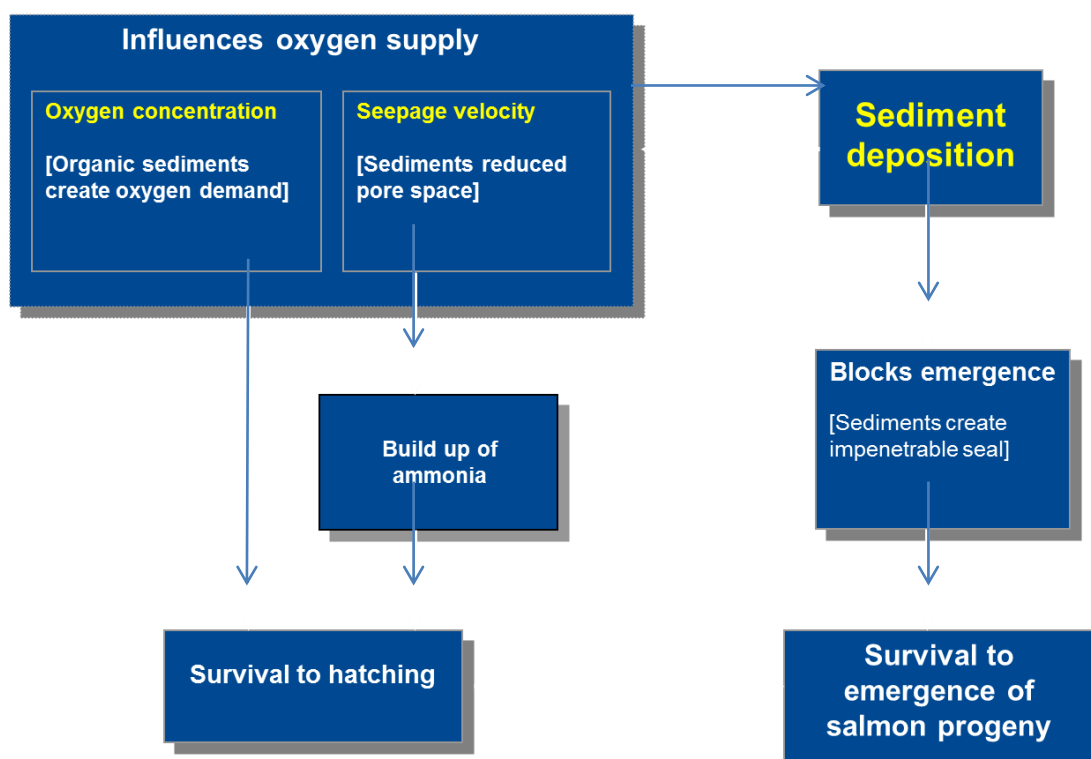 Influences oxygen supply
Oxygen concentration
[Organic sediments
create oxygen demand]
Seepage velocity
[Sediments reduced
pore space]
Sediment
deposition
Build up of
ammonia
Blocks emergence
[Sediments create
impenetrable seal]
Survival to hatching
Survival to
emergence of
salmon progeny